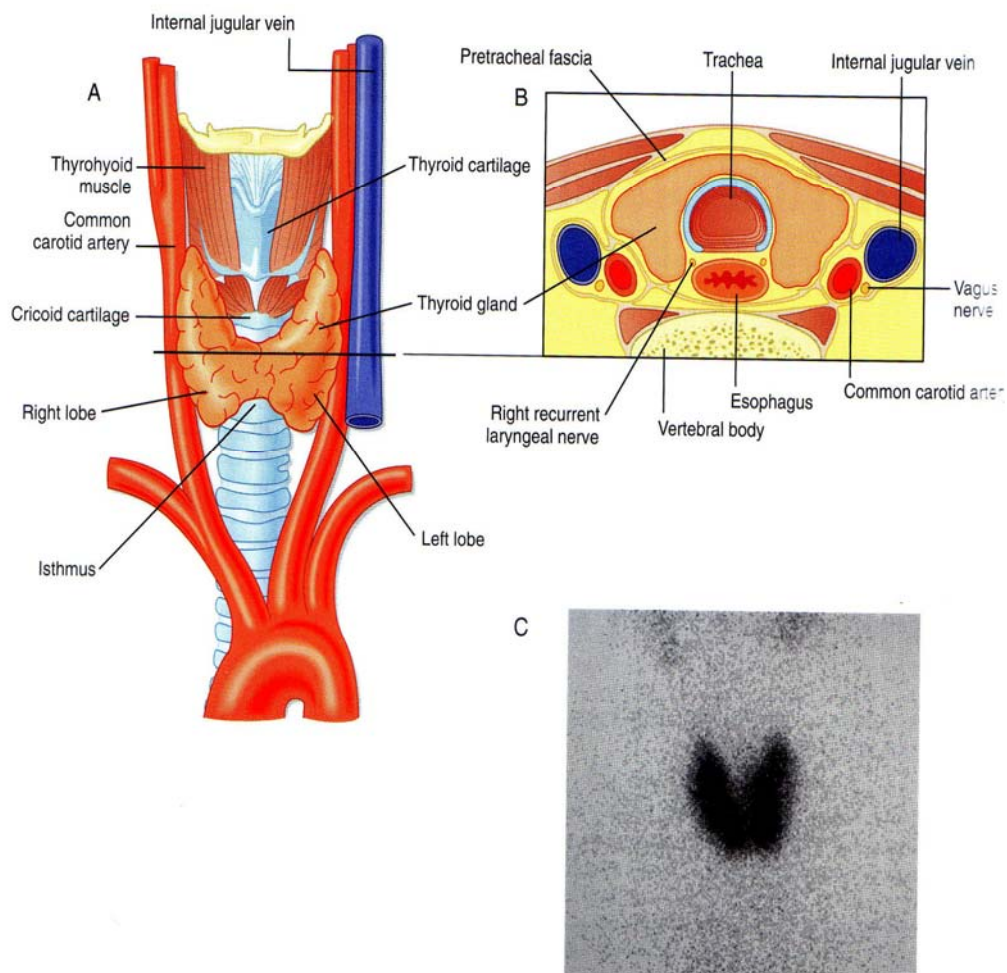 Internal jugular vein
A
Thyrohyoid
muscle
Common
carotid artery
Cricoid cartilage
Right lobe
Isthmus
Thyroid cartilage
Thyroid gland
Left lobe
B
Pretracheal fascia
Trachea
Internal jugular vein
Vagus
nerve
Common carotid
Esophagus
Right recurrent
laryngeal nerve
Vertebral body
C